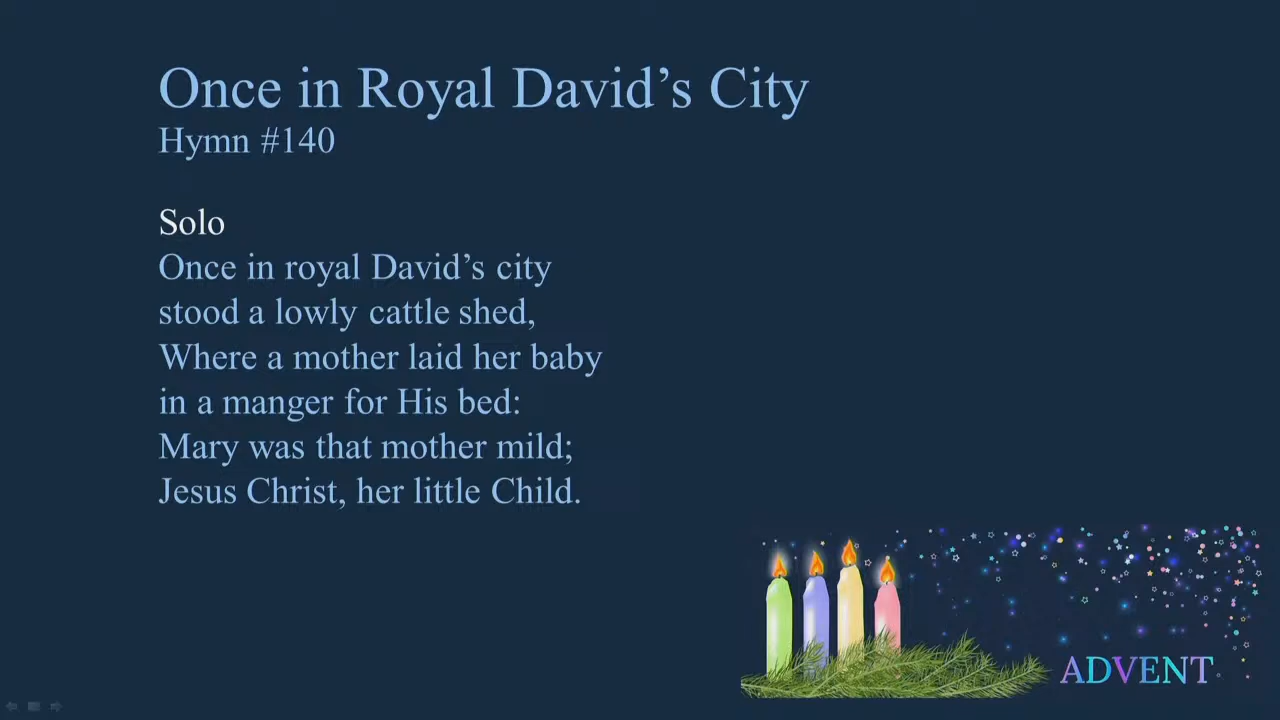 Once in Royal David’s City
Hymn #140
Solo
Once in royal David’s city
stood a lowly cattle shed,
Where a mother laid her baby
in a manger for His bed:
Mary was that mother mild;
Jesus Christ, her little Child.
ADVENT